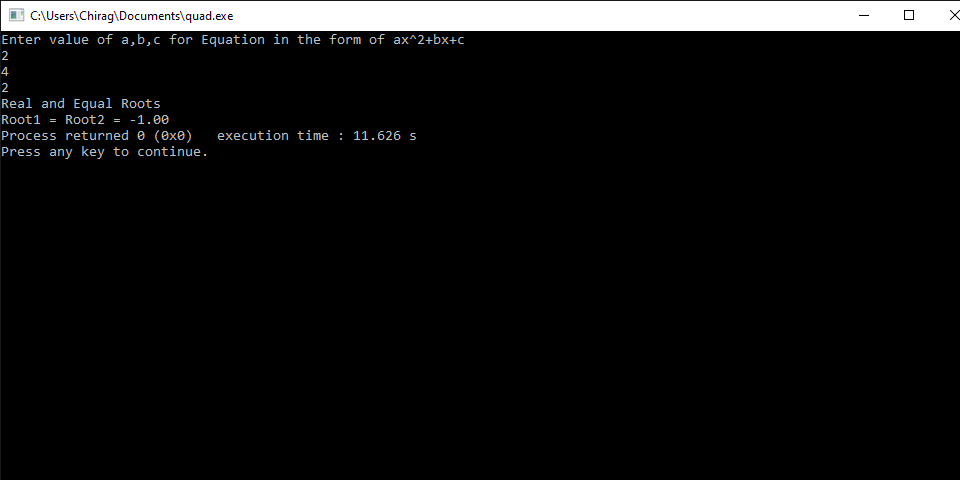 C:\Users\Chirag\Documents\quad.exe
Enter value of a,b,c for Equation in the form of ax^2+bx+c
2
4
2
Real and Equal Roots
Root1 = Root2 = -1.00
Process returned 0 (0x0)   execution time : 11.626 s
Press any key to continue.